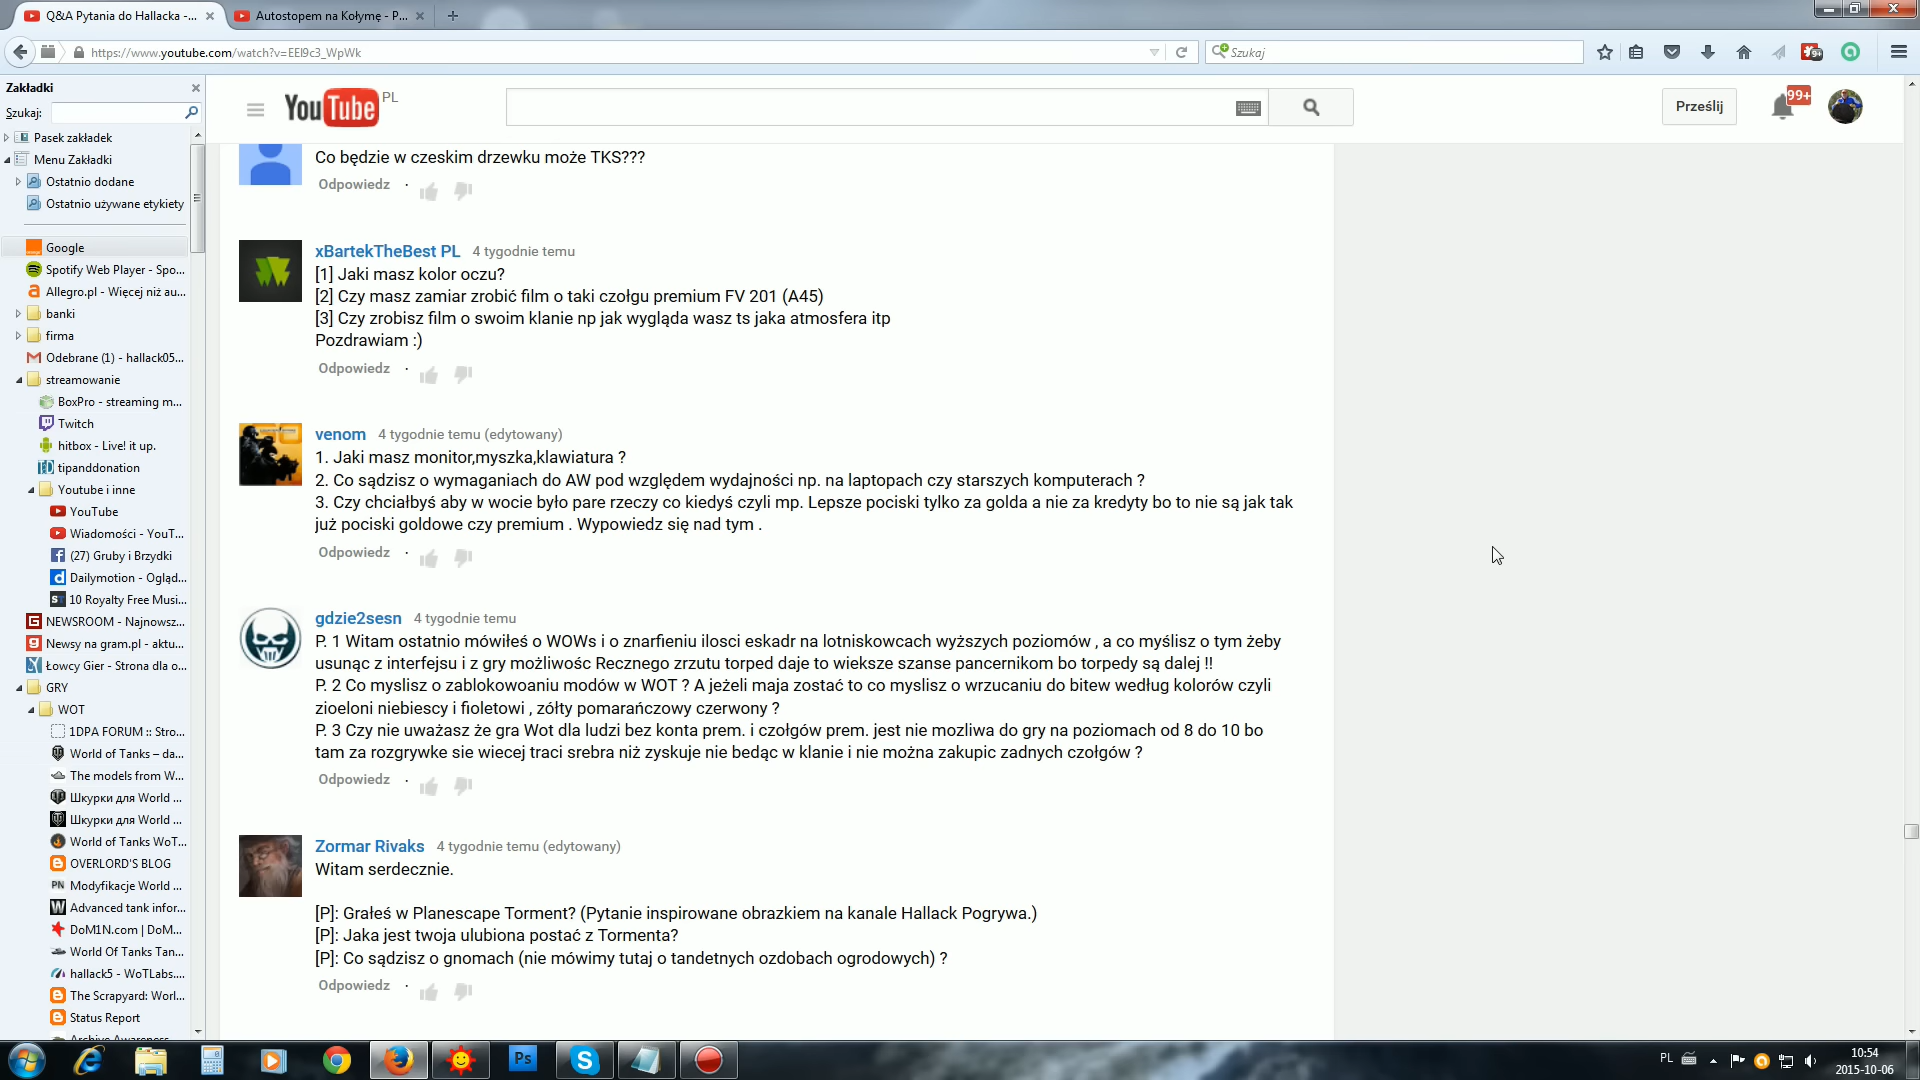 Q&A Pytania do Hallacka -...
Autostopem na Kołymę - P...
https://www.youtube.com/watch?v=EEl9c3_WpWk
Szukaj
9+
Zakładki
Szukaj:
Pasek zakładek
Menu Zakładki
Ostatnio dodane
Ostatnio używane etykiety
Google
Spotify Web Player - Spo...
Allegro.pl - Więcej niż au...
banki
firma
Odebrane (1) - hallack05...
streamowanie
BoxPro - streaming m...
Twitch
hitbox - Live! it up.
tipanddonation
Youtube i inne
YouTube
Wiadomości - YouT...
(27) Gruby i Brzydki
Dailymotion - Ogląd...
10 Royalty Free Musi...
NEWSROOM - Najnowsz...
Newsy na gram.pl - aktu...
Łowcy Gier - Strona dla o...
GRY
WOT
1DPA FORUM :: Stro...
World of Tanks – da...
The models from W...
Шкурки для World ...
Шкурки для World ...
World of Tanks WoT...
OVERLORD'S BLOG
Modyfikacje World ...
Advanced tank infor...
DoM1N.com | DoM...
World Of Tanks Tan...
hallack5 - WoTLabs....
The Scrapyard: Worl...
Status Report
Archive Awareness
YouTube PL
Prześlij
99+
Co będzie w czeskim drzewku może TKS???
Odpowiedz ·
xBartekTheBest PL 4 tygodnie temu
[1] Jaki masz kolor oczu?
[2] Czy masz zamiar zrobić film o taki czołgu premium FV 201 (A45)
[3] Czy zrobisz film o swoim klanie np jak wygląda wasz ts jaka atmosfera itp
Pozdrawiam :)
Odpowiedz ·
venom 4 tygodnie temu (edytowany)
1. Jaki masz monitor,myszka,klawiatura ?
2. Co sądzisz o wymaganiach do AW pod względem wydajności np. na laptopach czy starszych komputerach ?
3. Czy chciałbyś aby w wocie było pare rzeczy co kiedyś czyli mp. Lepsze pociski tylko za golda a nie za kredyty bo to nie są jak tak
już pociski goldowe czy premium . Wypowiedz się nad tym .
Odpowiedz ·
gdzie2sesn 4 tygodnie temu
P. 1 Witam ostatnio mówiłeś o WOWs i o znarfieniu ilosci eskadr na lotniskowcach wyższych poziomów , a co myślisz o tym żeby
usunąc z interfejsu i z gry możliwośc Recznego zrzutu torped daje to wieksze szanse pancernikom bo torpedy są dalej !!
P. 2 Co myslisz o zablokowoaniu modów w WOT ? A jeżeli maja zostać to co myslisz o wrzucaniu do bitew według kolorów czyli
zioeloni niebiescy i fioletowi , zółty pomarańczowy czerwony ?
P. 3 Czy nie uważasz że gra Wot dla ludzi bez konta prem. i czołgów prem. jest nie mozliwa do gry na poziomach od 8 do 10 bo
tam za rozgrywke sie wiecej traci srebra niż zyskuje nie bedąc w klanie i nie można zakupic zadnych czołgów ?
Odpowiedz ·
Zormar Rivaks 4 tygodnie temu (edytowany)
Witam serdecznie.
[P]: Grałeś w Planescape Torment? (Pytanie inspirowane obrazkiem na kanale Hallack Pogrywa.)
[P]: Jaka jest twoja ulubiona postać z Tormenta?
[P]: Co sądzisz o gnomach (nie mówimy tutaj o tandetnych ozdobach ogrodowych) ?
Odpowiedz ·
Ps
PL
10:54
2015-10-06